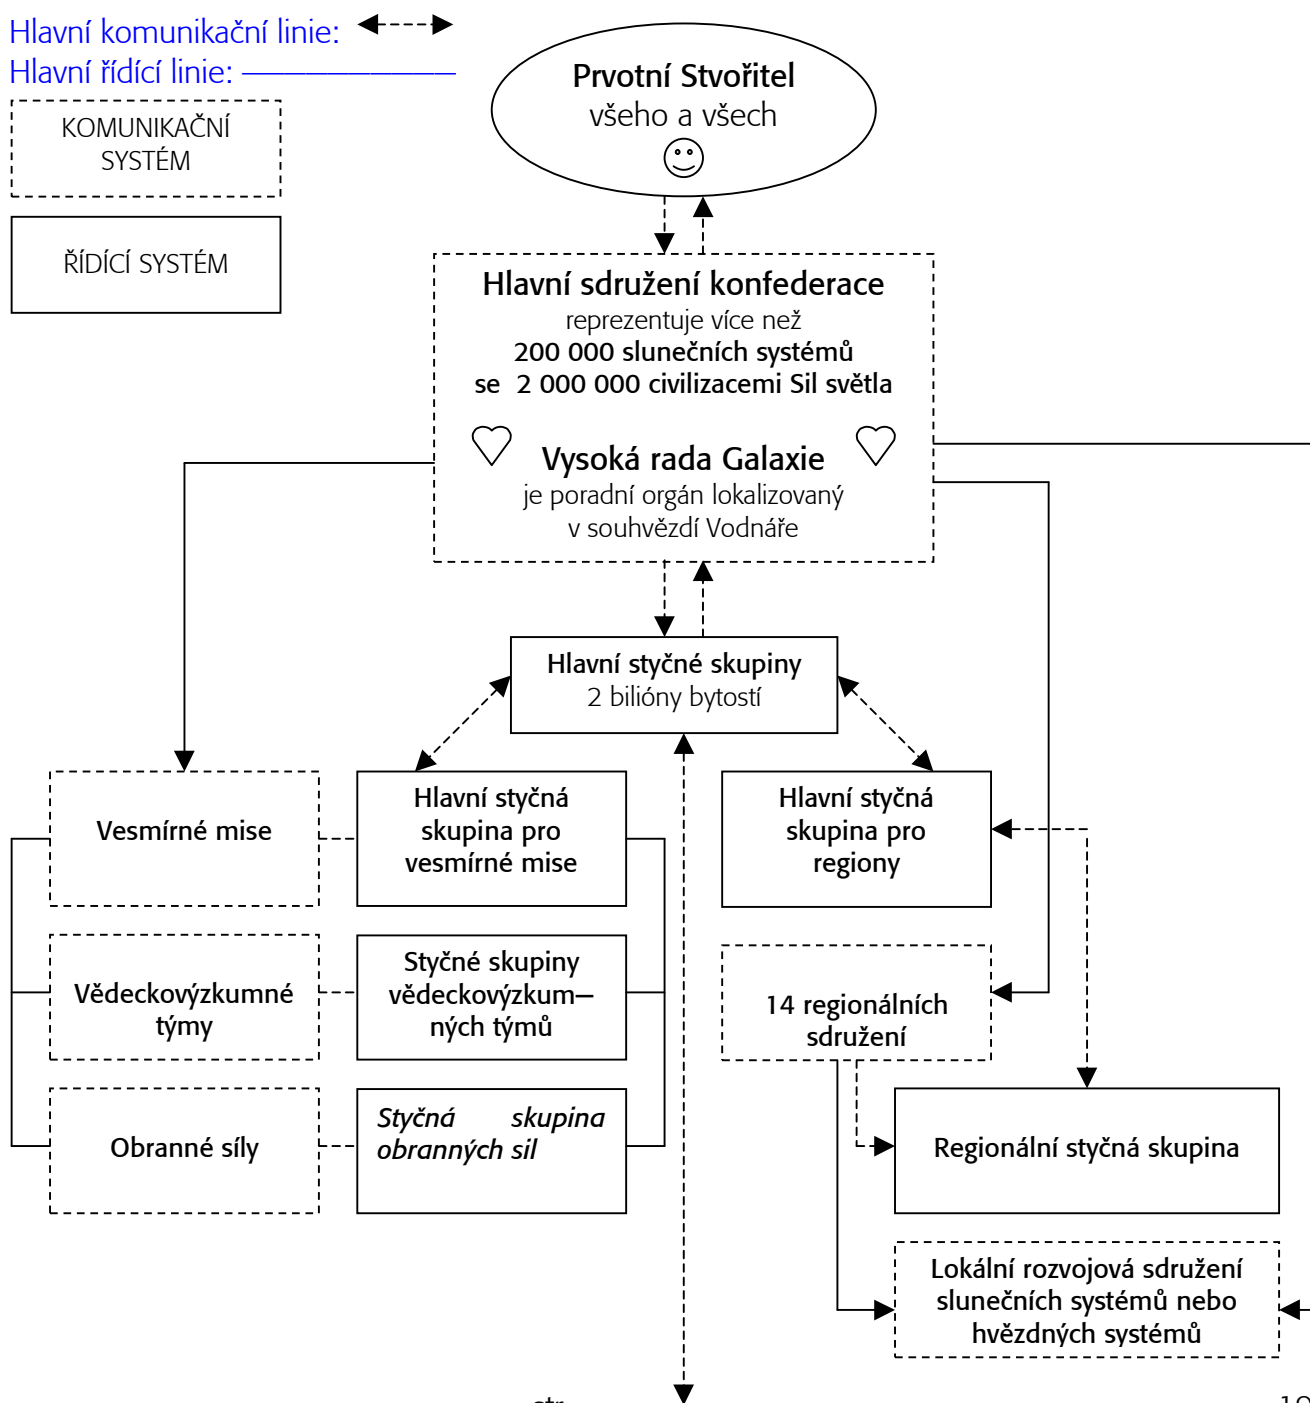 Hlavní komunikační linie:
Hlavní řídící linie:
KOMUNIKAČNÍ
SYSTÉM
ŘÍDÍCÍ SYSTÉM
Prvotní Stvořitel
všeho a všech
Hlavní sdružení konfederace
reprezentuje více než
200 000 slunečních systémů
se 2 000 000 civilizacemi Sil světla
Vysoká rada Galaxie
je poradní orgán lokalizovaný
v souhvězdí Vodnáře
Hlavní styčné skupiny
2 bilióny bytostí
Vesmírné mise
Hlavní styčná
skupina pro
vesmírné mise
Hlavní styčná
skupina pro
regiony
Vědeckovýzkumné
týmy
Styčné skupiny
vědeckovýzkum–
ných týmů
14 regionálních
sdružení
Obranné síly
Styčná skupina
obranných sil
Regionální styčná skupina
Lokální rozvojová sdružení
slunečních systémů nebo
hvězdných systémů